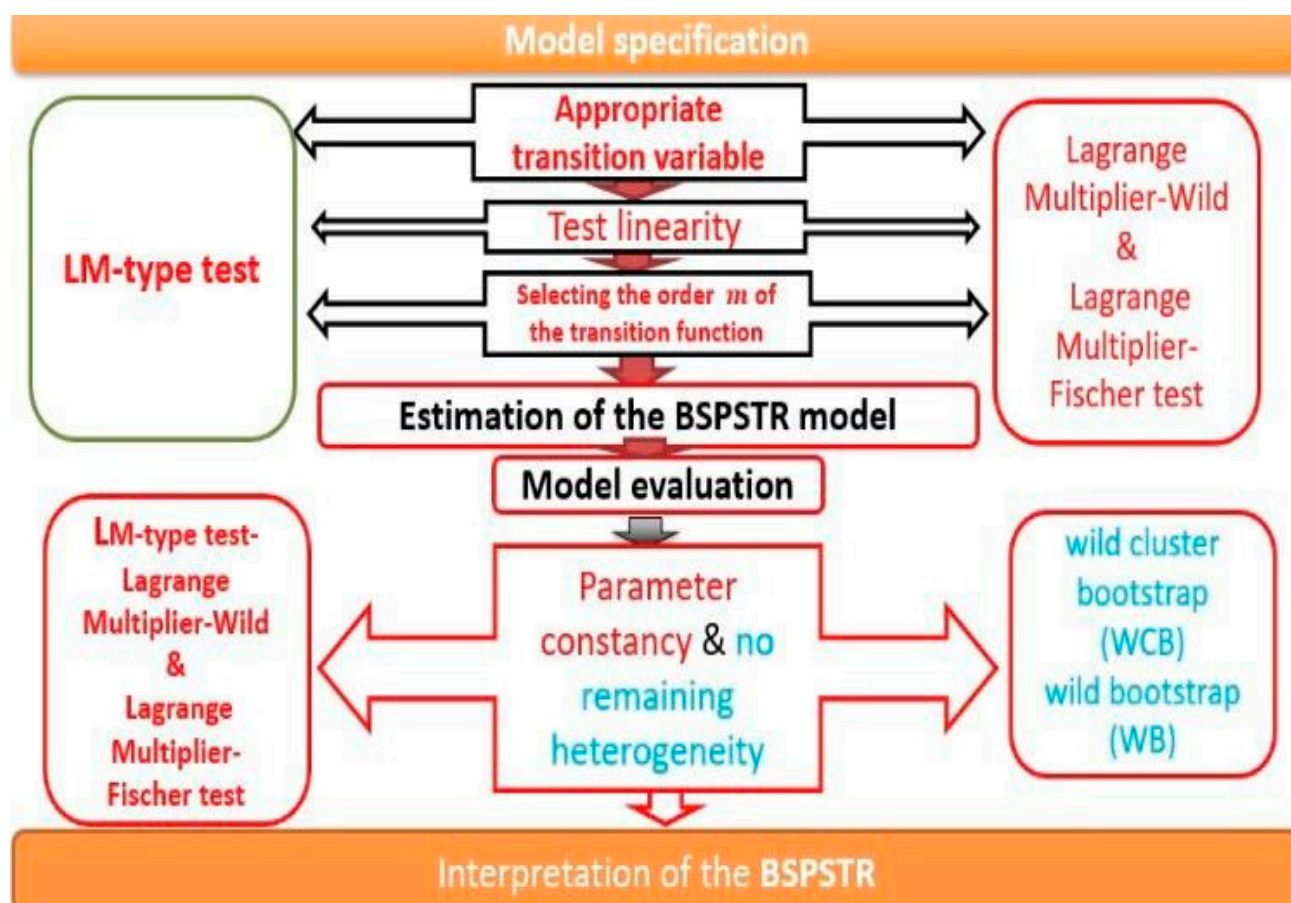 Model specification
Appropriate
transition variable
Test linearity
Selecting the order m of
the transition function
LM-type test
Lagrange
Multiplier-Wild
&
Lagrange
Multiplier-
Fischer test
Estimation of the BSPSTR model
Model evaluation
LM-type test-
Lagrange
Multiplier-Wild
&
Lagrange
Multiplier-
Fischer test
Parameter
constancy & no
remaining
heterogeneity
wild cluster
bootstrap
(WCB)
wild bootstrap
(WB)
Interpretation of the BSPSTR